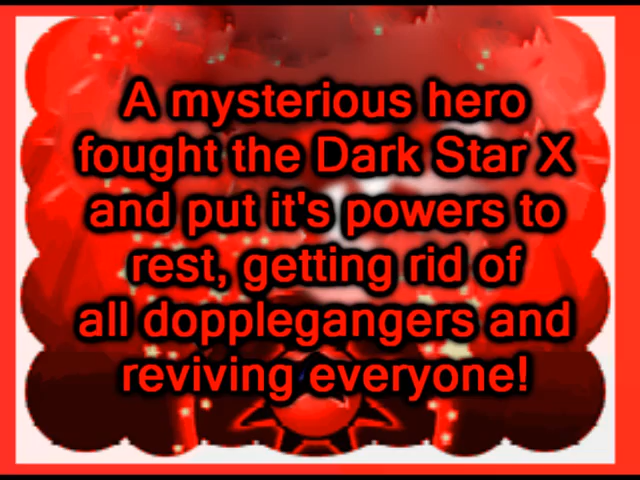 A mysterious hero
fought the Dark Star X
and put it's powers to
rest, getting rid of
all dopplegangers and
reviving everyone!